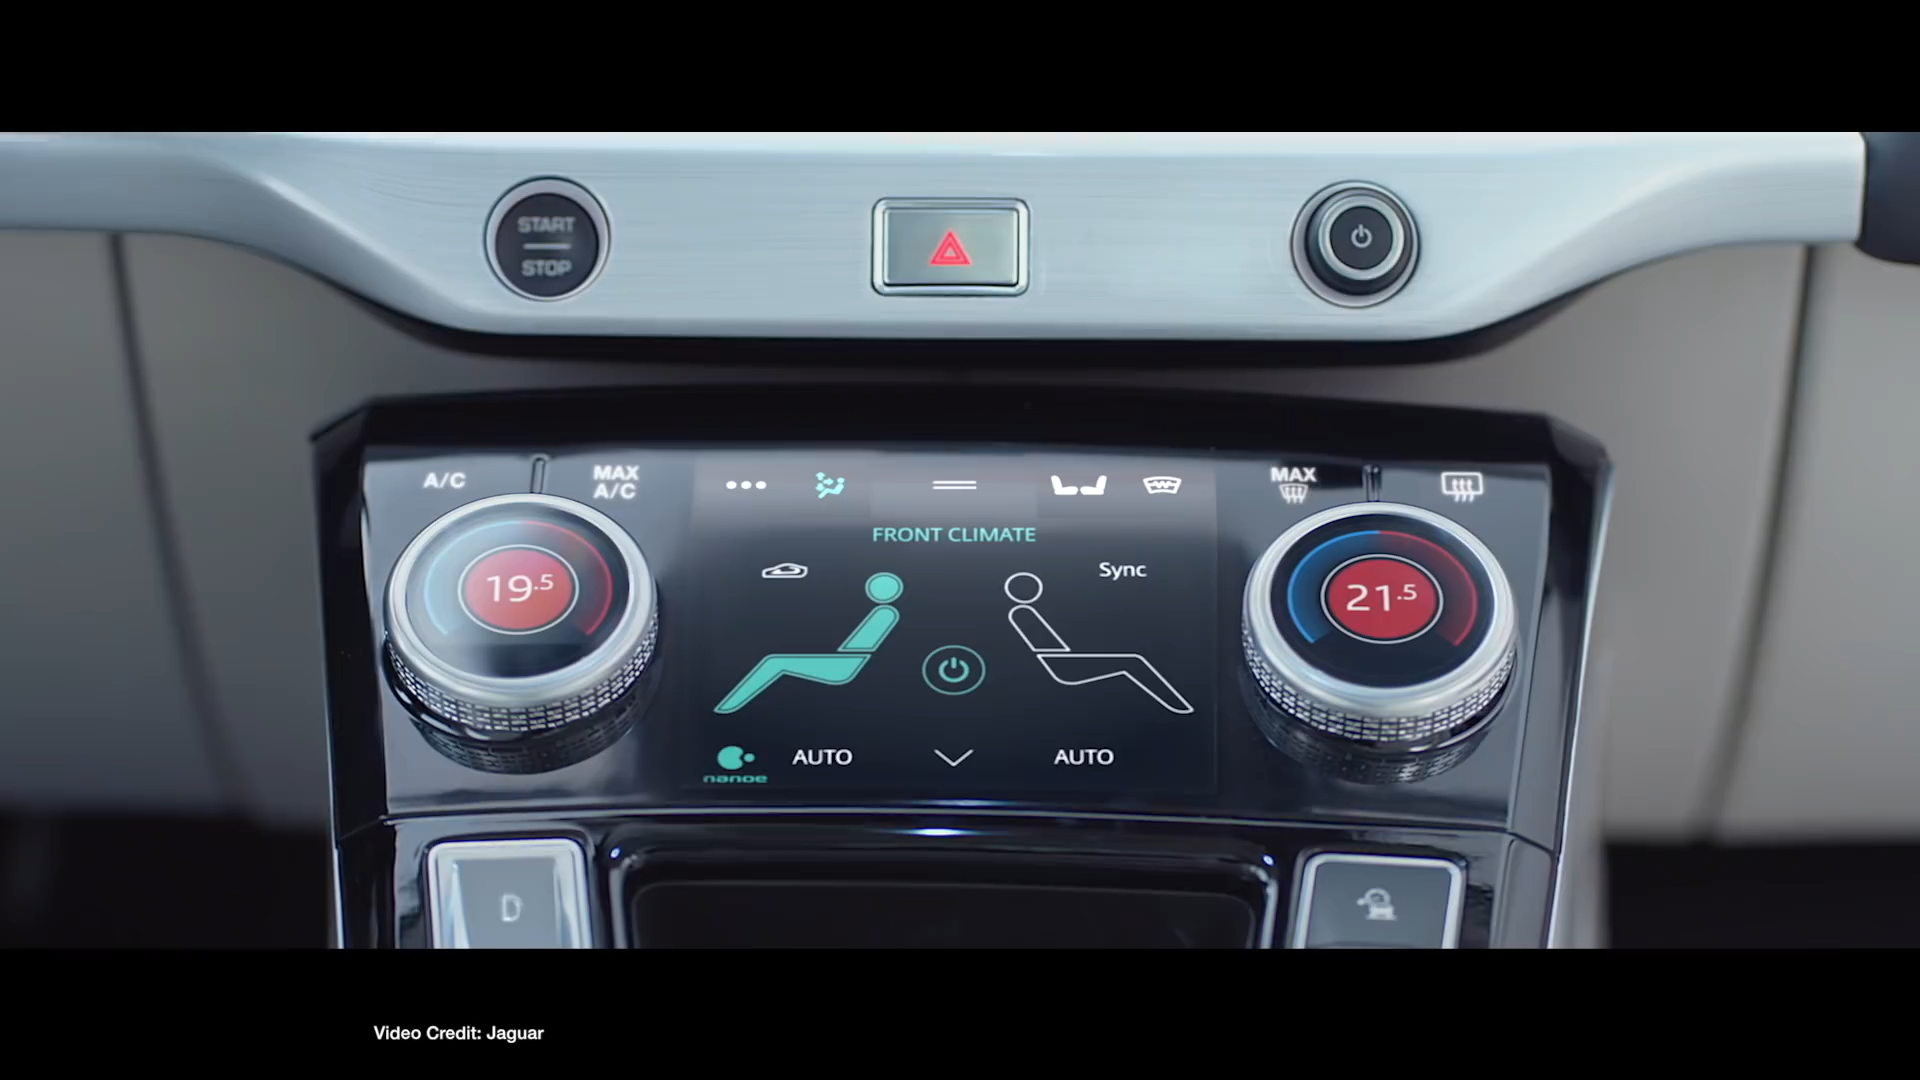 START
STOP
A/C
MAX
A/C
MAX
FRONT CLIMATE
19.5
Sync
21.5
nanoe
AUTO
AUTO
D
Video Credit: Jaguar